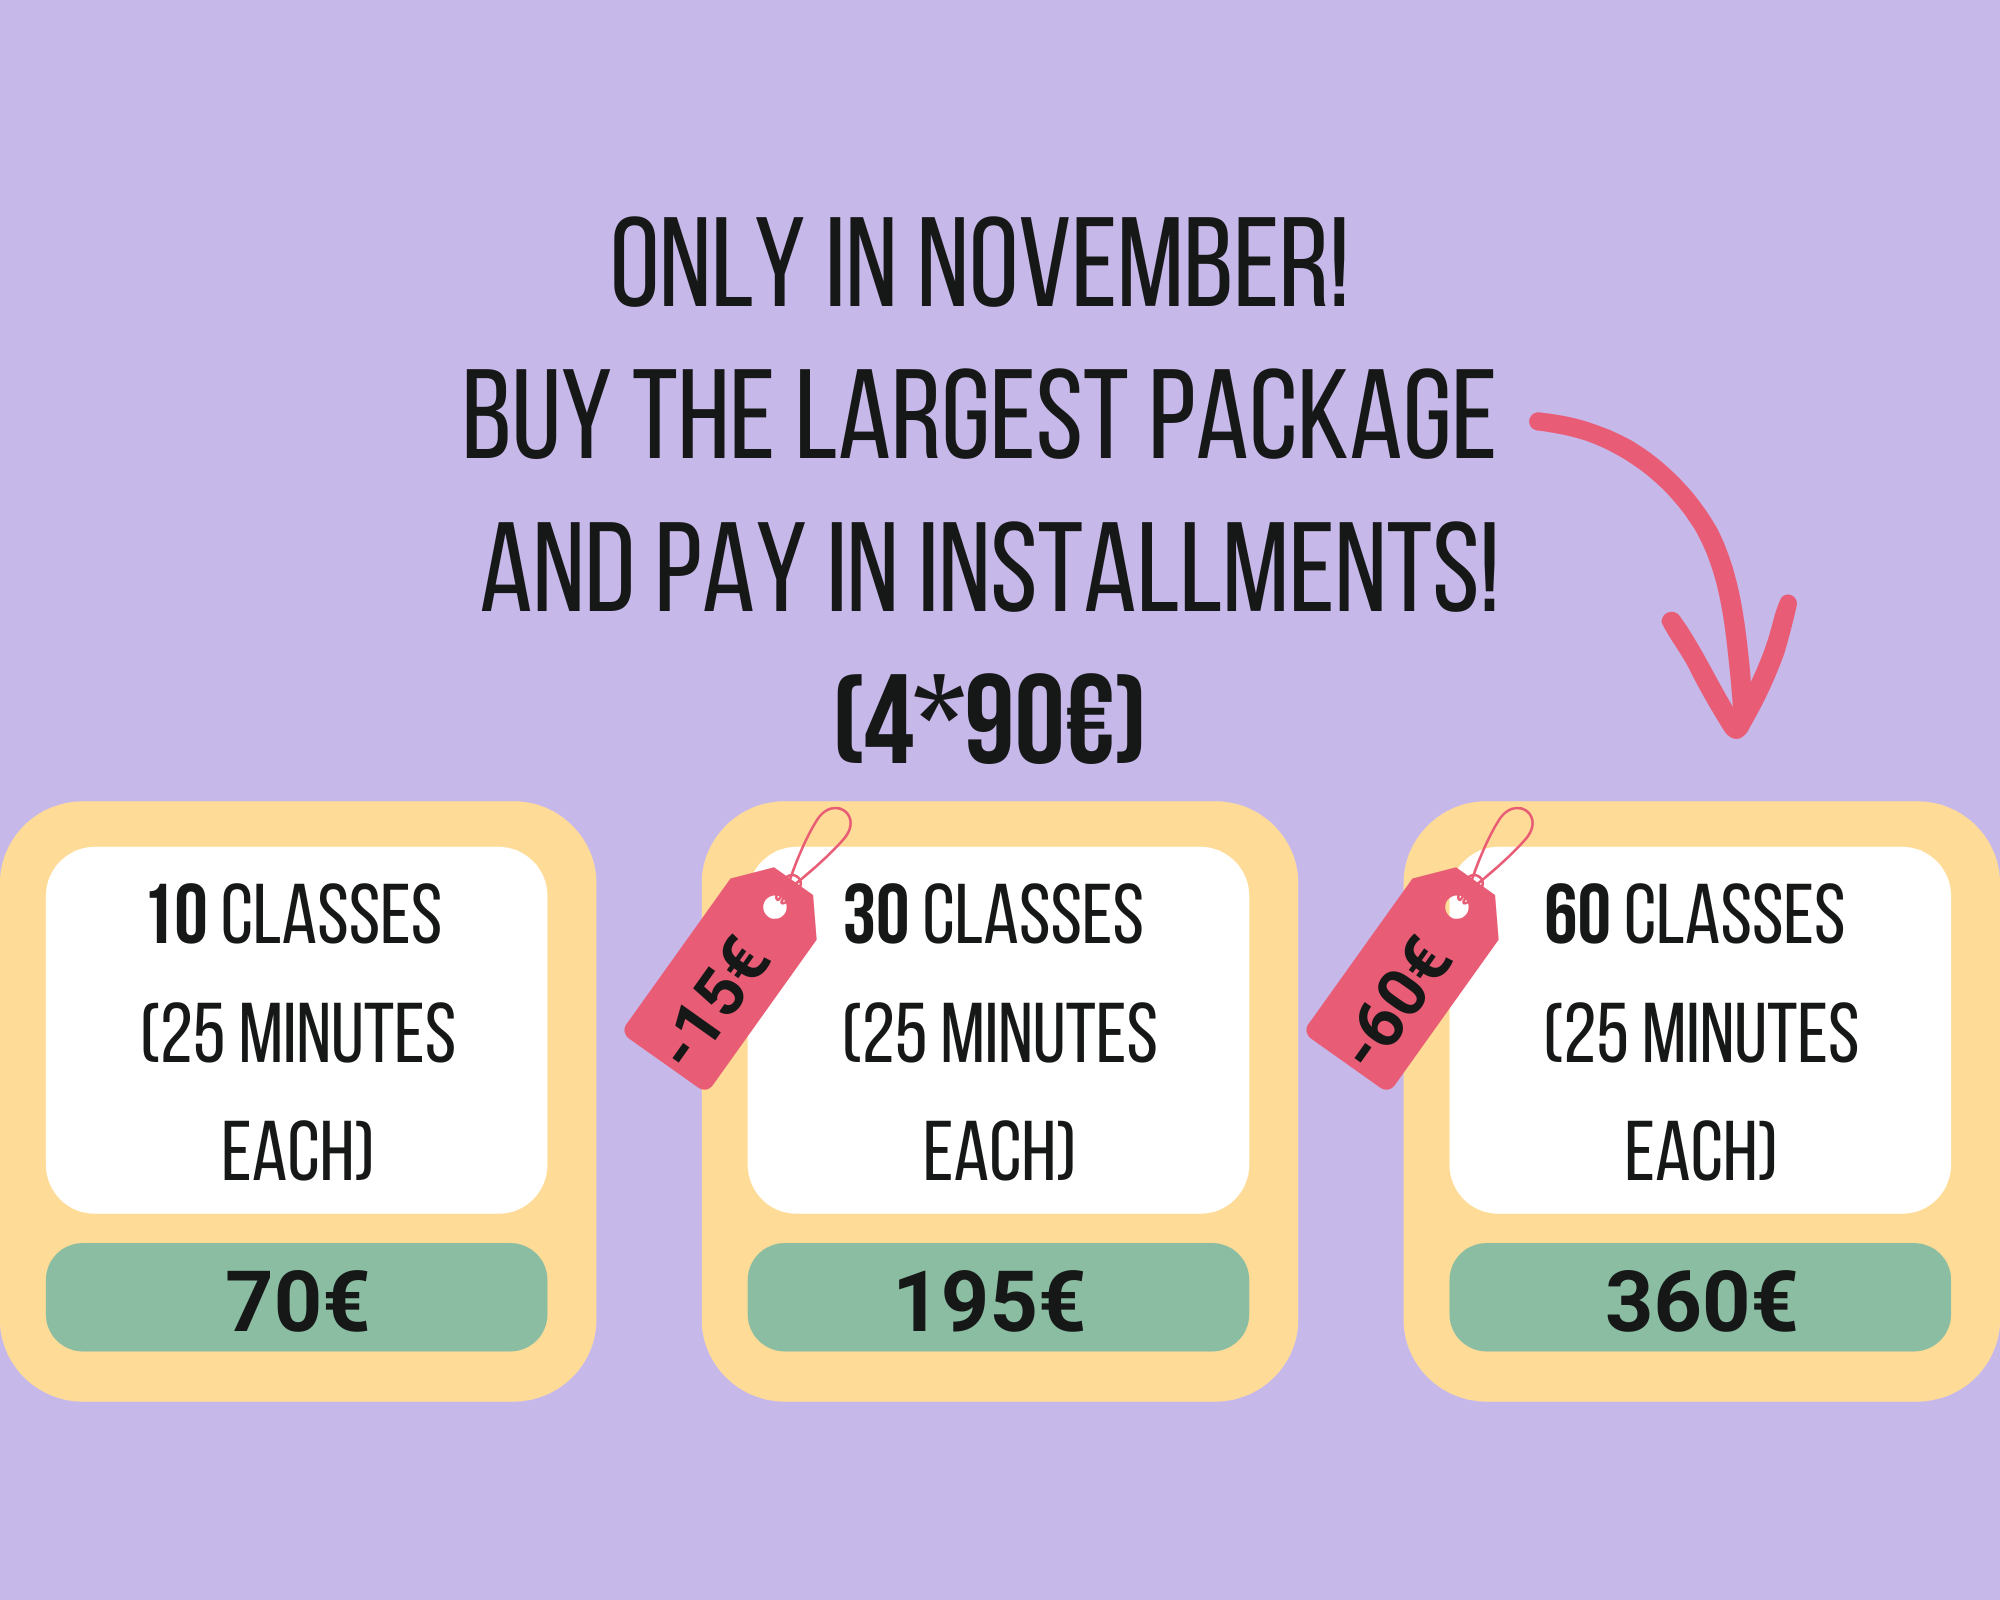 ONLY IN NOVEMBER!
BUY THE LARGEST PACKAGE
AND PAY IN INSTALLMENTS!
(4*90€)
10 CLASSES
(25 MINUTES
EACH)
70€
-15€
30 CLASSES
(25 MINUTES
EACH)
195€
-60€
60 CLASSES
(25 MINUTES
EACH)
360€